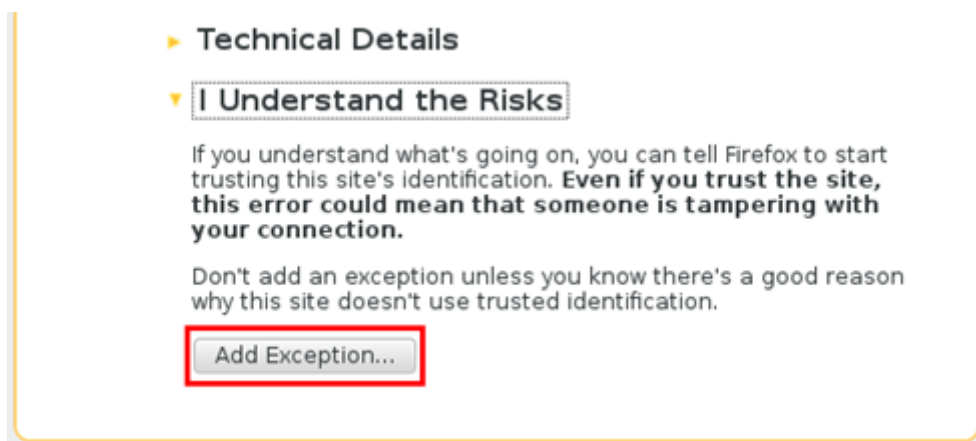 Technical Details
I Understand the Risks
If you understand what's going on, you can tell Firefox to start
trusting this site's identification. Even if you trust the site,
this error could mean that someone is tampering with
your connection.
Don't add an exception unless you know there's a good reason
why this site doesn't use trusted identification.
Add Exception...